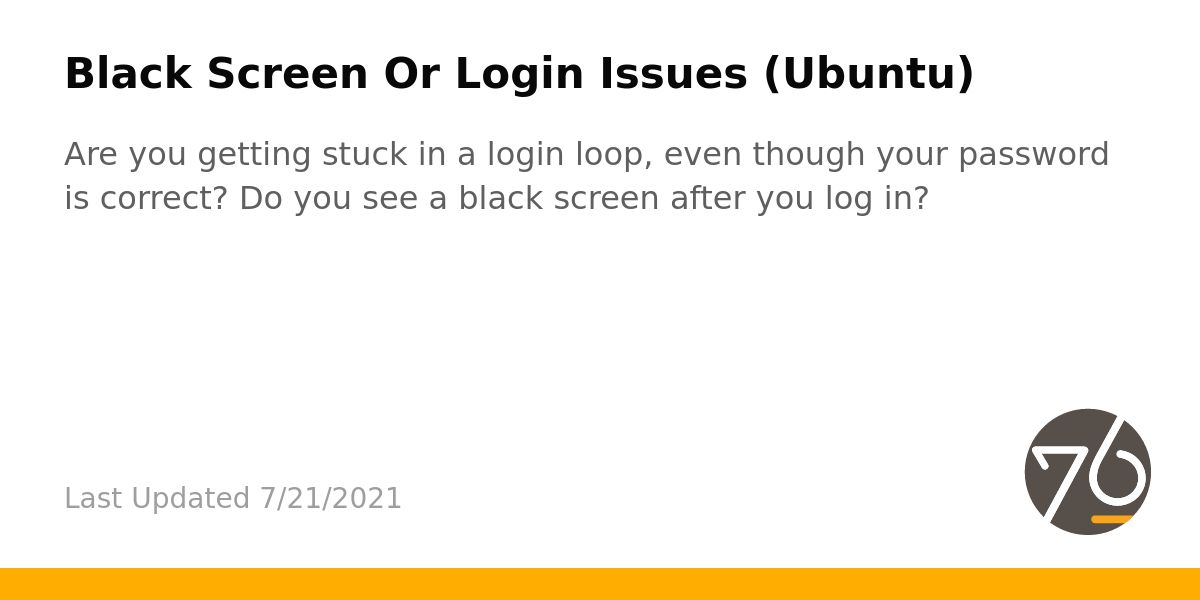 Black Screen Or Login Issues (Ubuntu)
Are you getting stuck in a login loop, even though your password
is correct? Do you see a black screen after you log in?
Last Updated 7/21/2021
76